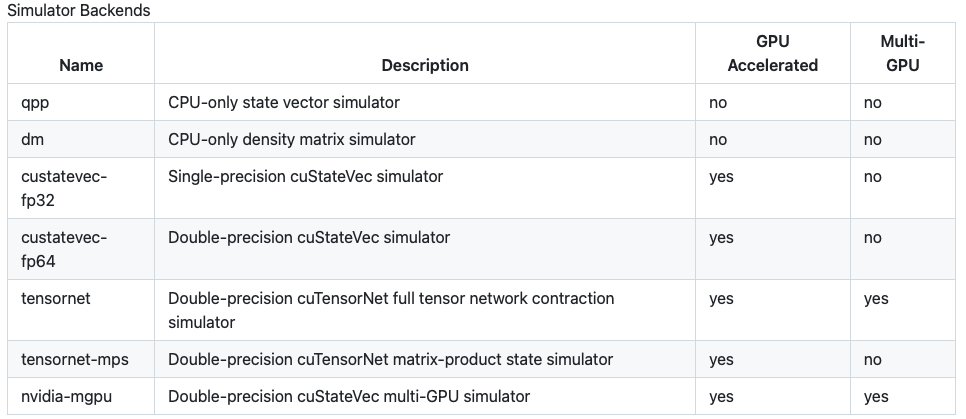 Simulator Backends
Name Description GPU Accelerated Multi-GPU
qpp CPU-only state vector simulator no no
dm CPU-only density matrix simulator no no
custatevec-fp32 Single-precision cuStateVec simulator yes no
custatevec-fp64 Double-precision cuStateVec simulator yes no
tensornet Double-precision cuTensorNet full tensor network contraction simulator yes yes
tensornet-mps Double-precision cuTensorNet matrix-product state simulator yes no
nvidia-mgpu Double-precision cuStateVec multi-GPU simulator yes yes